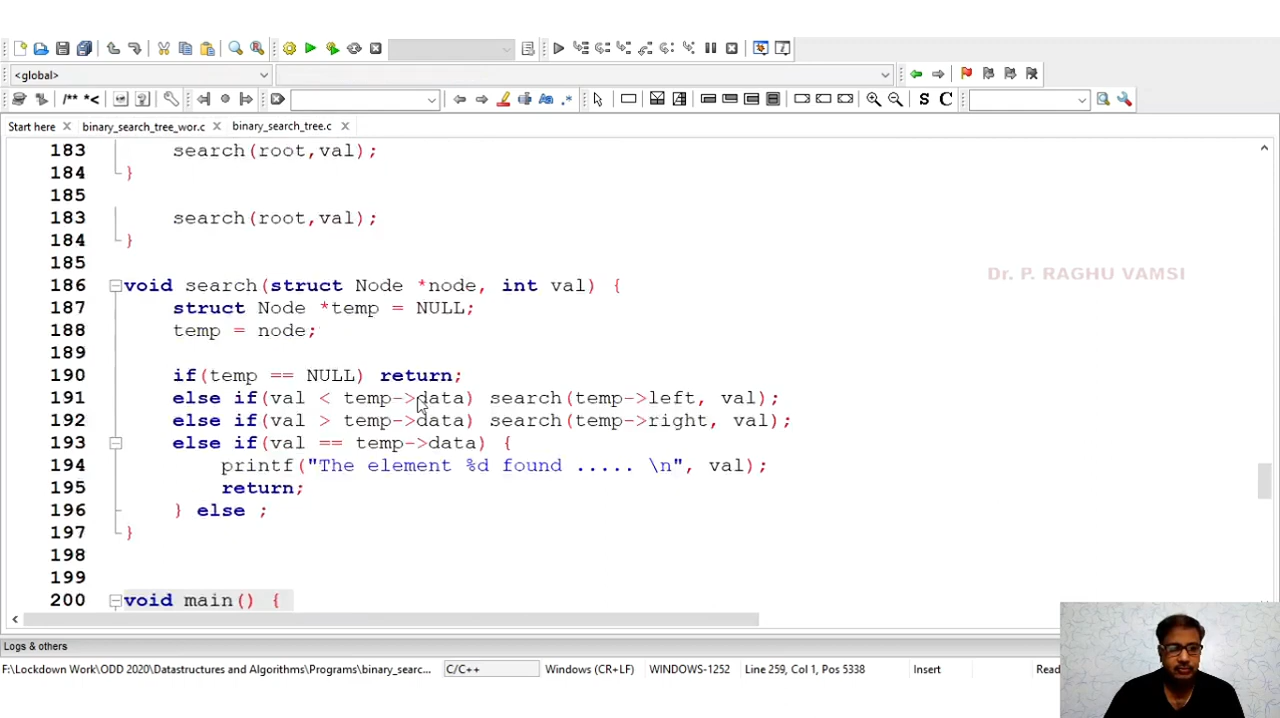 <global>
Start here
binary_search_tree_wor.c
binary_search_tree.c
183 search(root,val);
184 }
185
183 search(root,val);
184 }
185
186 void search(struct Node *node, int val) {
187 struct Node *temp = NULL;
188 temp = node;
189
190 if(temp == NULL) return;
191 else if(val < temp->data) search(temp->left, val);
192 else if(val > temp->data) search(temp->right, val);
193 else if(val == temp->data) {
194 printf("The element %d found ..... \n", val);
195 return;
196 } else ;
197 }
198
199
200 void main() {
Dr. P. RAGHU VAMSI
Logs & others
F:\Lockdown Work\ODD 2020\Datastructures and Algorithms\Programs\binary_searc... C/C++ Windows (CR+LF) WINDOWS-1252 Line 259, Col 1, Pos 5338 Insert Read